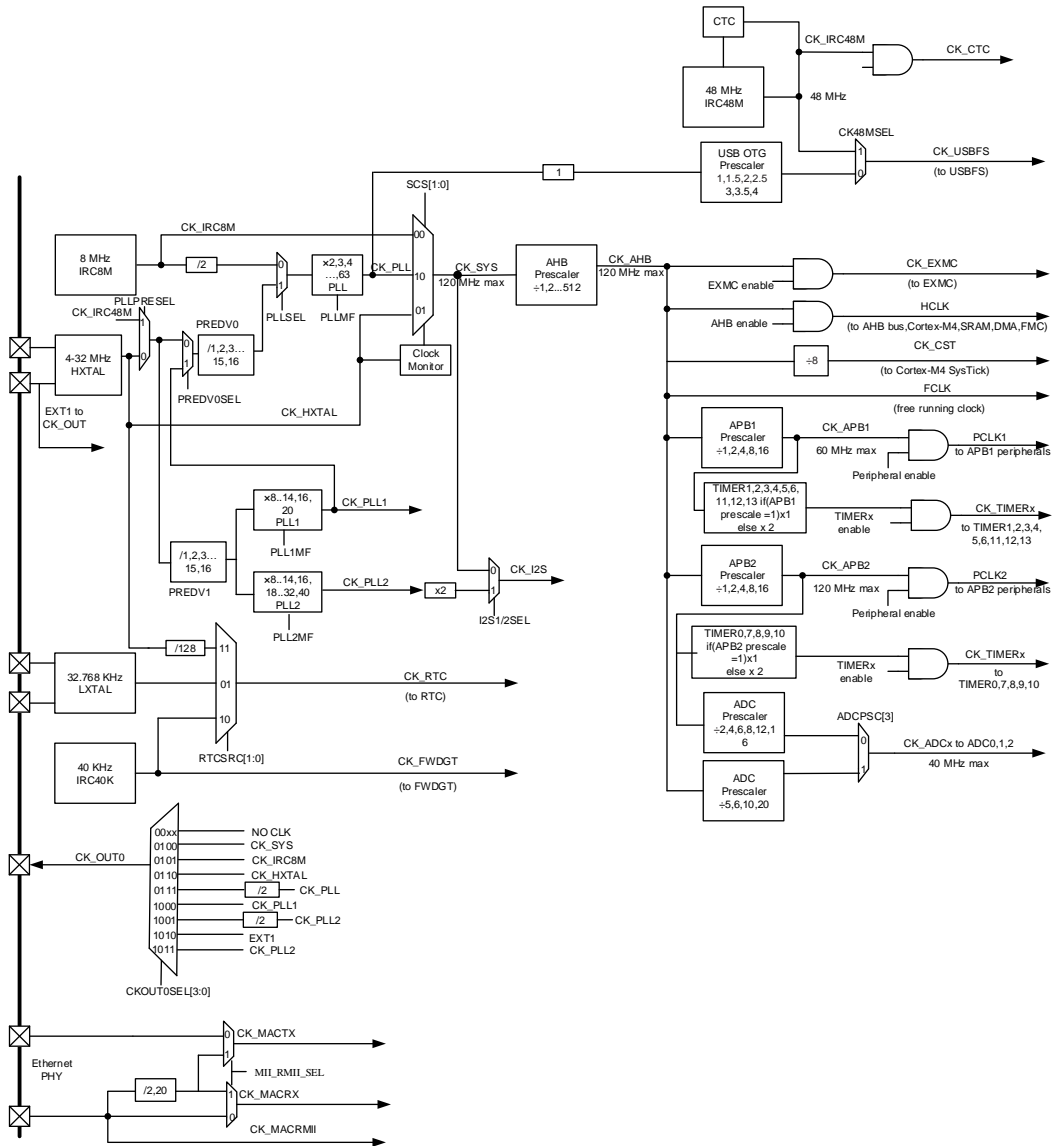 CTC
CK_IRC48M
CK_CTC
48 MHz
IRC48M
48 MHz
CK48MSEL
1
0
CK_USBFS
(to USBFS)
USB OTG
Prescaler
1,1.5,2,2.5
3,3.5,4
1
SCS[1:0]
CK_IRC8M
8 MHz
IRC8M
/2
0
1
PLLSEL
×2,3,4
…,63
PLL
PLLMF
CK_PLL
00
10
01
CK_SYS
120 MHz max
AHB
Prescaler
÷1,2...512
CK_AHB
120 MHz max
EXMC enable
CK_EXMC
(to EXMC)
AHB enable
HCLK
(to AHB bus,Cortex-M4,SRAM,DMA,FMC)
÷8
CK_CST
(to Cortex-M4 SysTick)
FCLK
(free running clock)
PLLPRESEL
CK_IRC48M
1
0
PREDV0
0
1
/1,2,3…
15,16
PREDV0SEL
4-32 MHz
HXTAL
Clock
Monitor
EXT1 to
CK_OUT
CK_HXTAL
APB1
Prescaler
÷1,2,4,8,16
CK_APB1
60 MHz max
Peripheral enable
PCLK1
to APB1 peripherals
TIMER1,2,3,4,5,6,
11,12,13 if(APB1
prescale =1)x1
else x 2
TIMERx
enable
CK_TIMERx
to TIMER1,2,3,4,
5,6,11,12,13
×8..14,16,
20
PLL1
PLL1MF
CK_PLL1
/1,2,3…
15,16
PREDV1
×8..14,16,
18..32,40
PLL2
PLL2MF
CK_PLL2
x2
0
1
CK_I2S
I2S1/2SEL
APB2
Prescaler
÷1,2,4,8,16
CK_APB2
120 MHz max
Peripheral enable
PCLK2
to APB2 peripherals
TIMER0,7,8,9,10
if(APB2 prescale
=1)x1
else x 2
TIMERx
enable
CK_TIMERx
to
TIMER0,7,8,9,10
/128
11
01
10
32.768 KHz
LXTAL
CK_RTC
(to RTC)
RTCSRC[1:0]
40 KHz
IRC40K
CK_FWDGT
(to FWDGT)
ADC
Prescaler
÷2,4,6,8,12,1
6
ADCPSC[3]
0
1
CK_ADCx to ADC0,1,2
40 MHz max
ADC
Prescaler
÷5,6,10,20
CK_OUT0
00xx NO CLK
0100 CK_SYS
0101 CK_IRC8M
0110 CK_HXTAL
0111 /2 CK_PLL
1000 CK_PLL1
1001 /2 CK_PLL2
1010 EXT1
1011 CK_PLL2
CKOUT0SEL[3:0]
Ethernet
PHY
0
1
CK_MACTX
MII_RMII_SEL
/2,20
1
0
CK_MACRX
CK_MACRMII